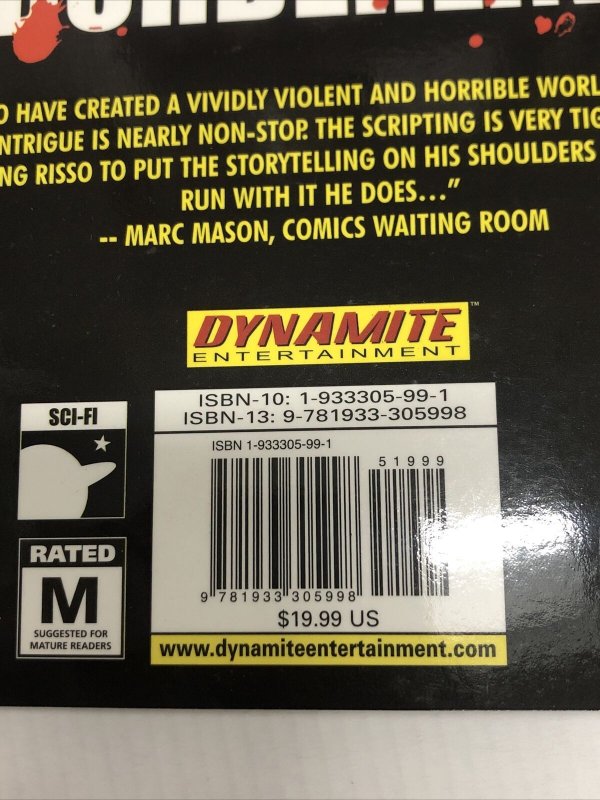 HAVE CREATED A VIVIDLY VIOLENT AND HORRIBLE
NTRIGUE IS NEARLY NON-STOP. THE SCRIPTING IS VERY
NG RISSO TO PUT THE STORYTELLING ON HIS SHOULDERS
RUN WITH IT HE DOES..."
-- MARC MASON, COMICS WAITING ROOM
DYNAMITE™
ENTERTAINMENT
ISBN-10: 1-933305-99-1
ISBN-13: 9-781933-305998
SCI-FI
ISBN 1-933305-99-1
51999
9 781933 305998
$19.99 US
RATED
M
SUGGESTED FOR
MATURE READERS
www.dynamiteentertainment.com